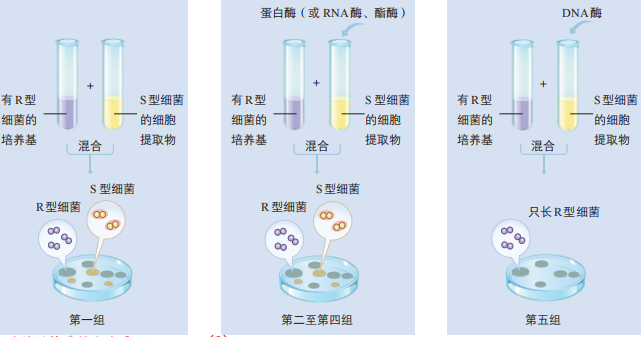 有R型
细菌的
培养基
+
S型细菌
的细胞
提取物
混合
R型细菌
S型细菌
第一组
蛋白酶（或RNA酶、酯酶）
有R型
细菌的
培养基
+
S型细菌
的细胞
提取物
混合
R型细菌
S型细菌
第二至第四组
DNA酶
有R型
细菌的
培养基
+
S型细菌
的细胞
提取物
混合
只长R型细菌
第五组